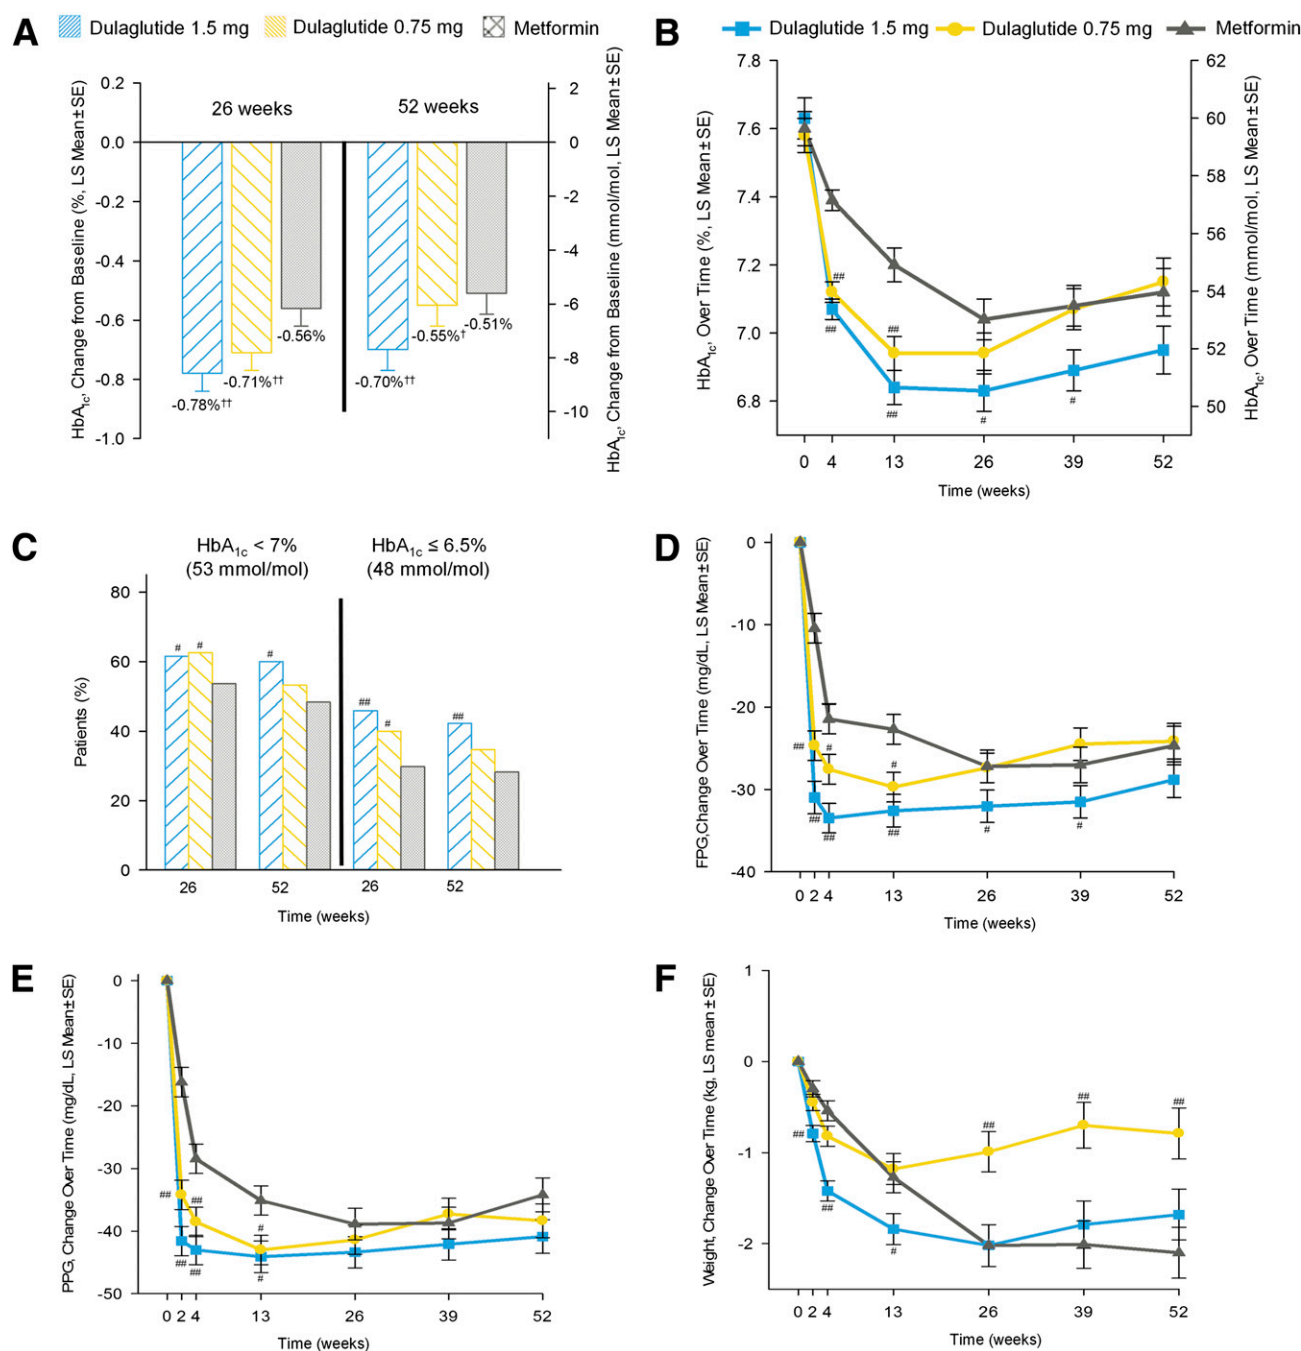 A
Dulaglutide 1.5 mg
Dulaglutide 0.75 mg
Metformin
HbA1c, Change from Baseline (%, LS Mean±SE)
0.2
0.0
-0.2
-0.4
-0.6
-0.8
-1.0
26 weeks
52 weeks
-0.78%††
-0.71%††
-0.56%
-0.70%††
-0.55%†
-0.51%
2
0
-2
-4
-6
-8
-10
HbA1c, Change from Baseline (mmol/mol, LS Mean±SE)
B
Dulaglutide 1.5 mg
Dulaglutide 0.75 mg
Metformin
HbA1c, Over Time (%, LS Mean±SE)
7.8
7.6
7.4
7.2
7.0
6.8
##
##
##
##
#
#
62
60
58
56
54
52
50
HbA1c, Over Time (mmol/mol, LS Mean±SE)
0 4 13 26 39 52
Time (weeks)
C
HbA1c < 7%
(53 mmol/mol)
HbA1c ≤ 6.5%
(48 mmol/mol)
Patients (%)
80
60
40
20
0
# # #
## # ##
26 52 26 52
Time (weeks)
D
FPG,Change Over Time (mg/dL, LS Mean±SE)
0
-10
-20
-30
-40
## # #
## ## ## # #
0 2 4 13 26 39 52
Time (weeks)
E
PPG, Change Over Time (mg/dL, LS Mean±SE)
0
-10
-20
-30
-40
-50
## ## #
## ## #
0 2 4 13 26 39 52
Time (weeks)
F
Weight, Change Over Time (kg, LS mean±SE)
1
0
-1
-2
## ## ##
## ## #
0 2 4 13 26 39 52
Time (weeks)